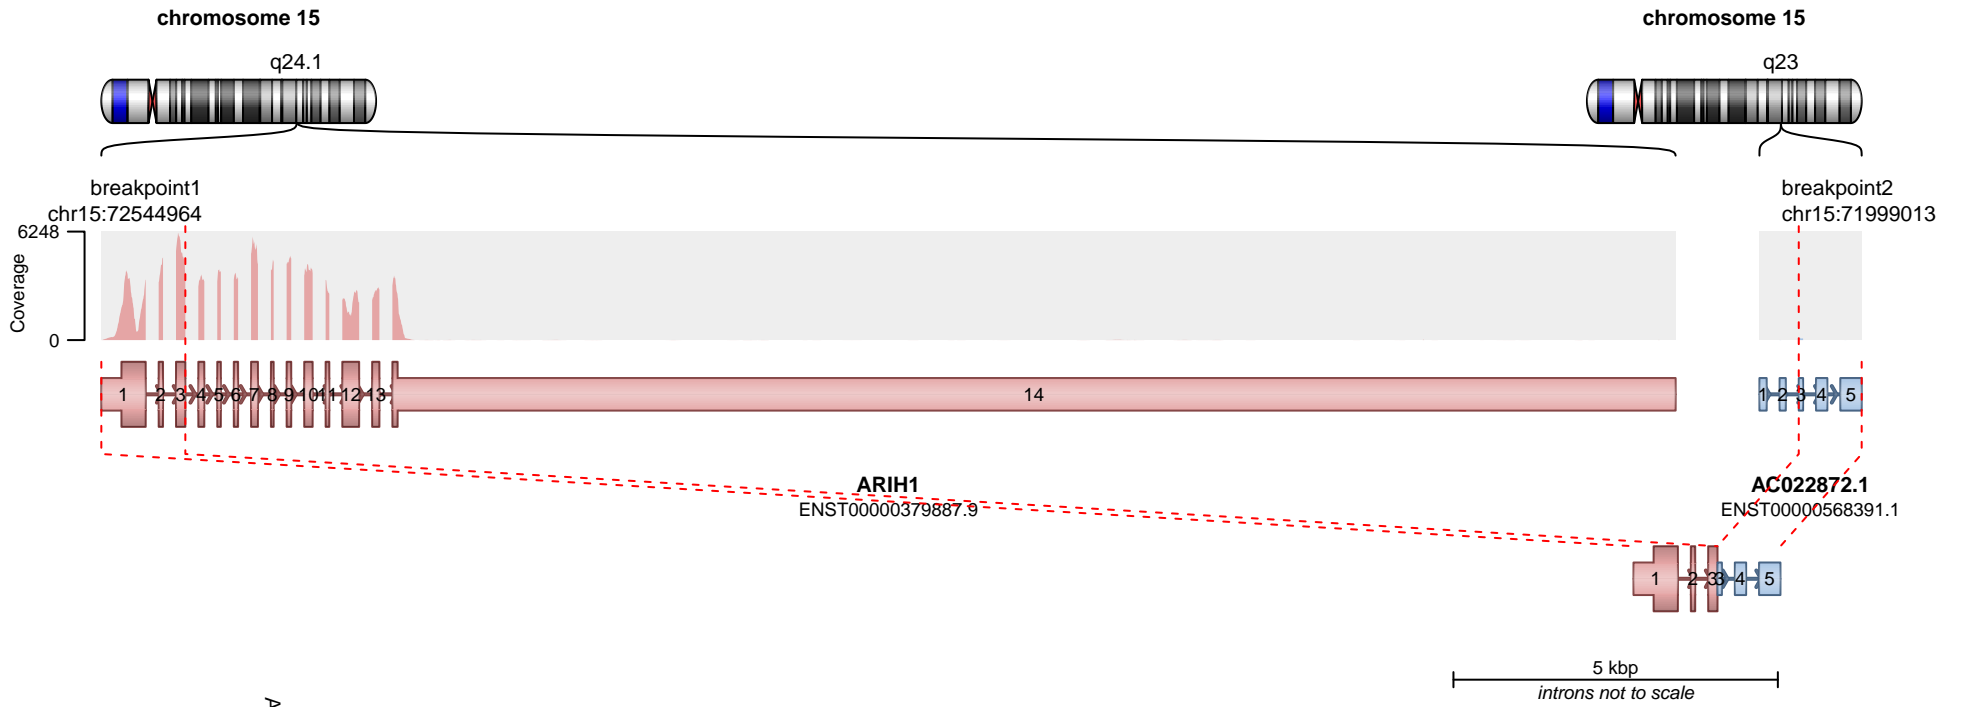 chromosome 15
chromosome 15
q24.1
q23
breakpoint1
chr15:72544964
breakpoint2
chr15:71999013
6248
Coverage
0
1 2 3 4 5 6 7 8 9 10 11 12 13 14
1 2 3 4 5
ARIH1
ENST00000379887.9
AC022872.1
ENST00000568391.1
1 2 3 3 4 5
5 kbp
introns not to scale
A